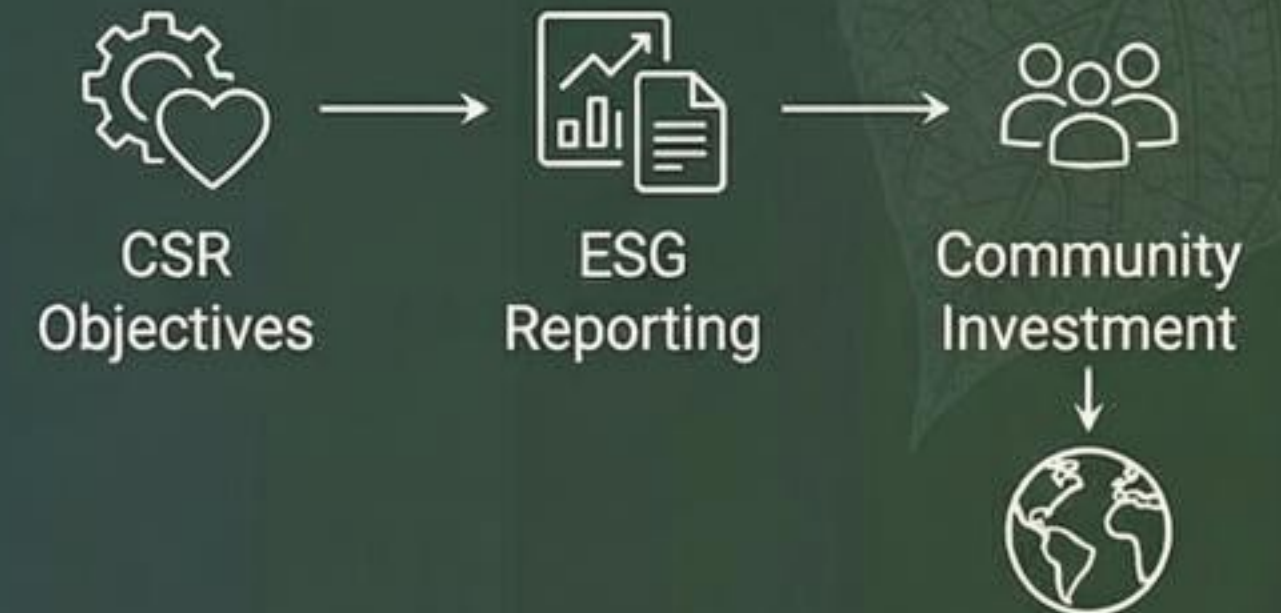 CSR
Objectives
ESG
Reporting
Community
Investment